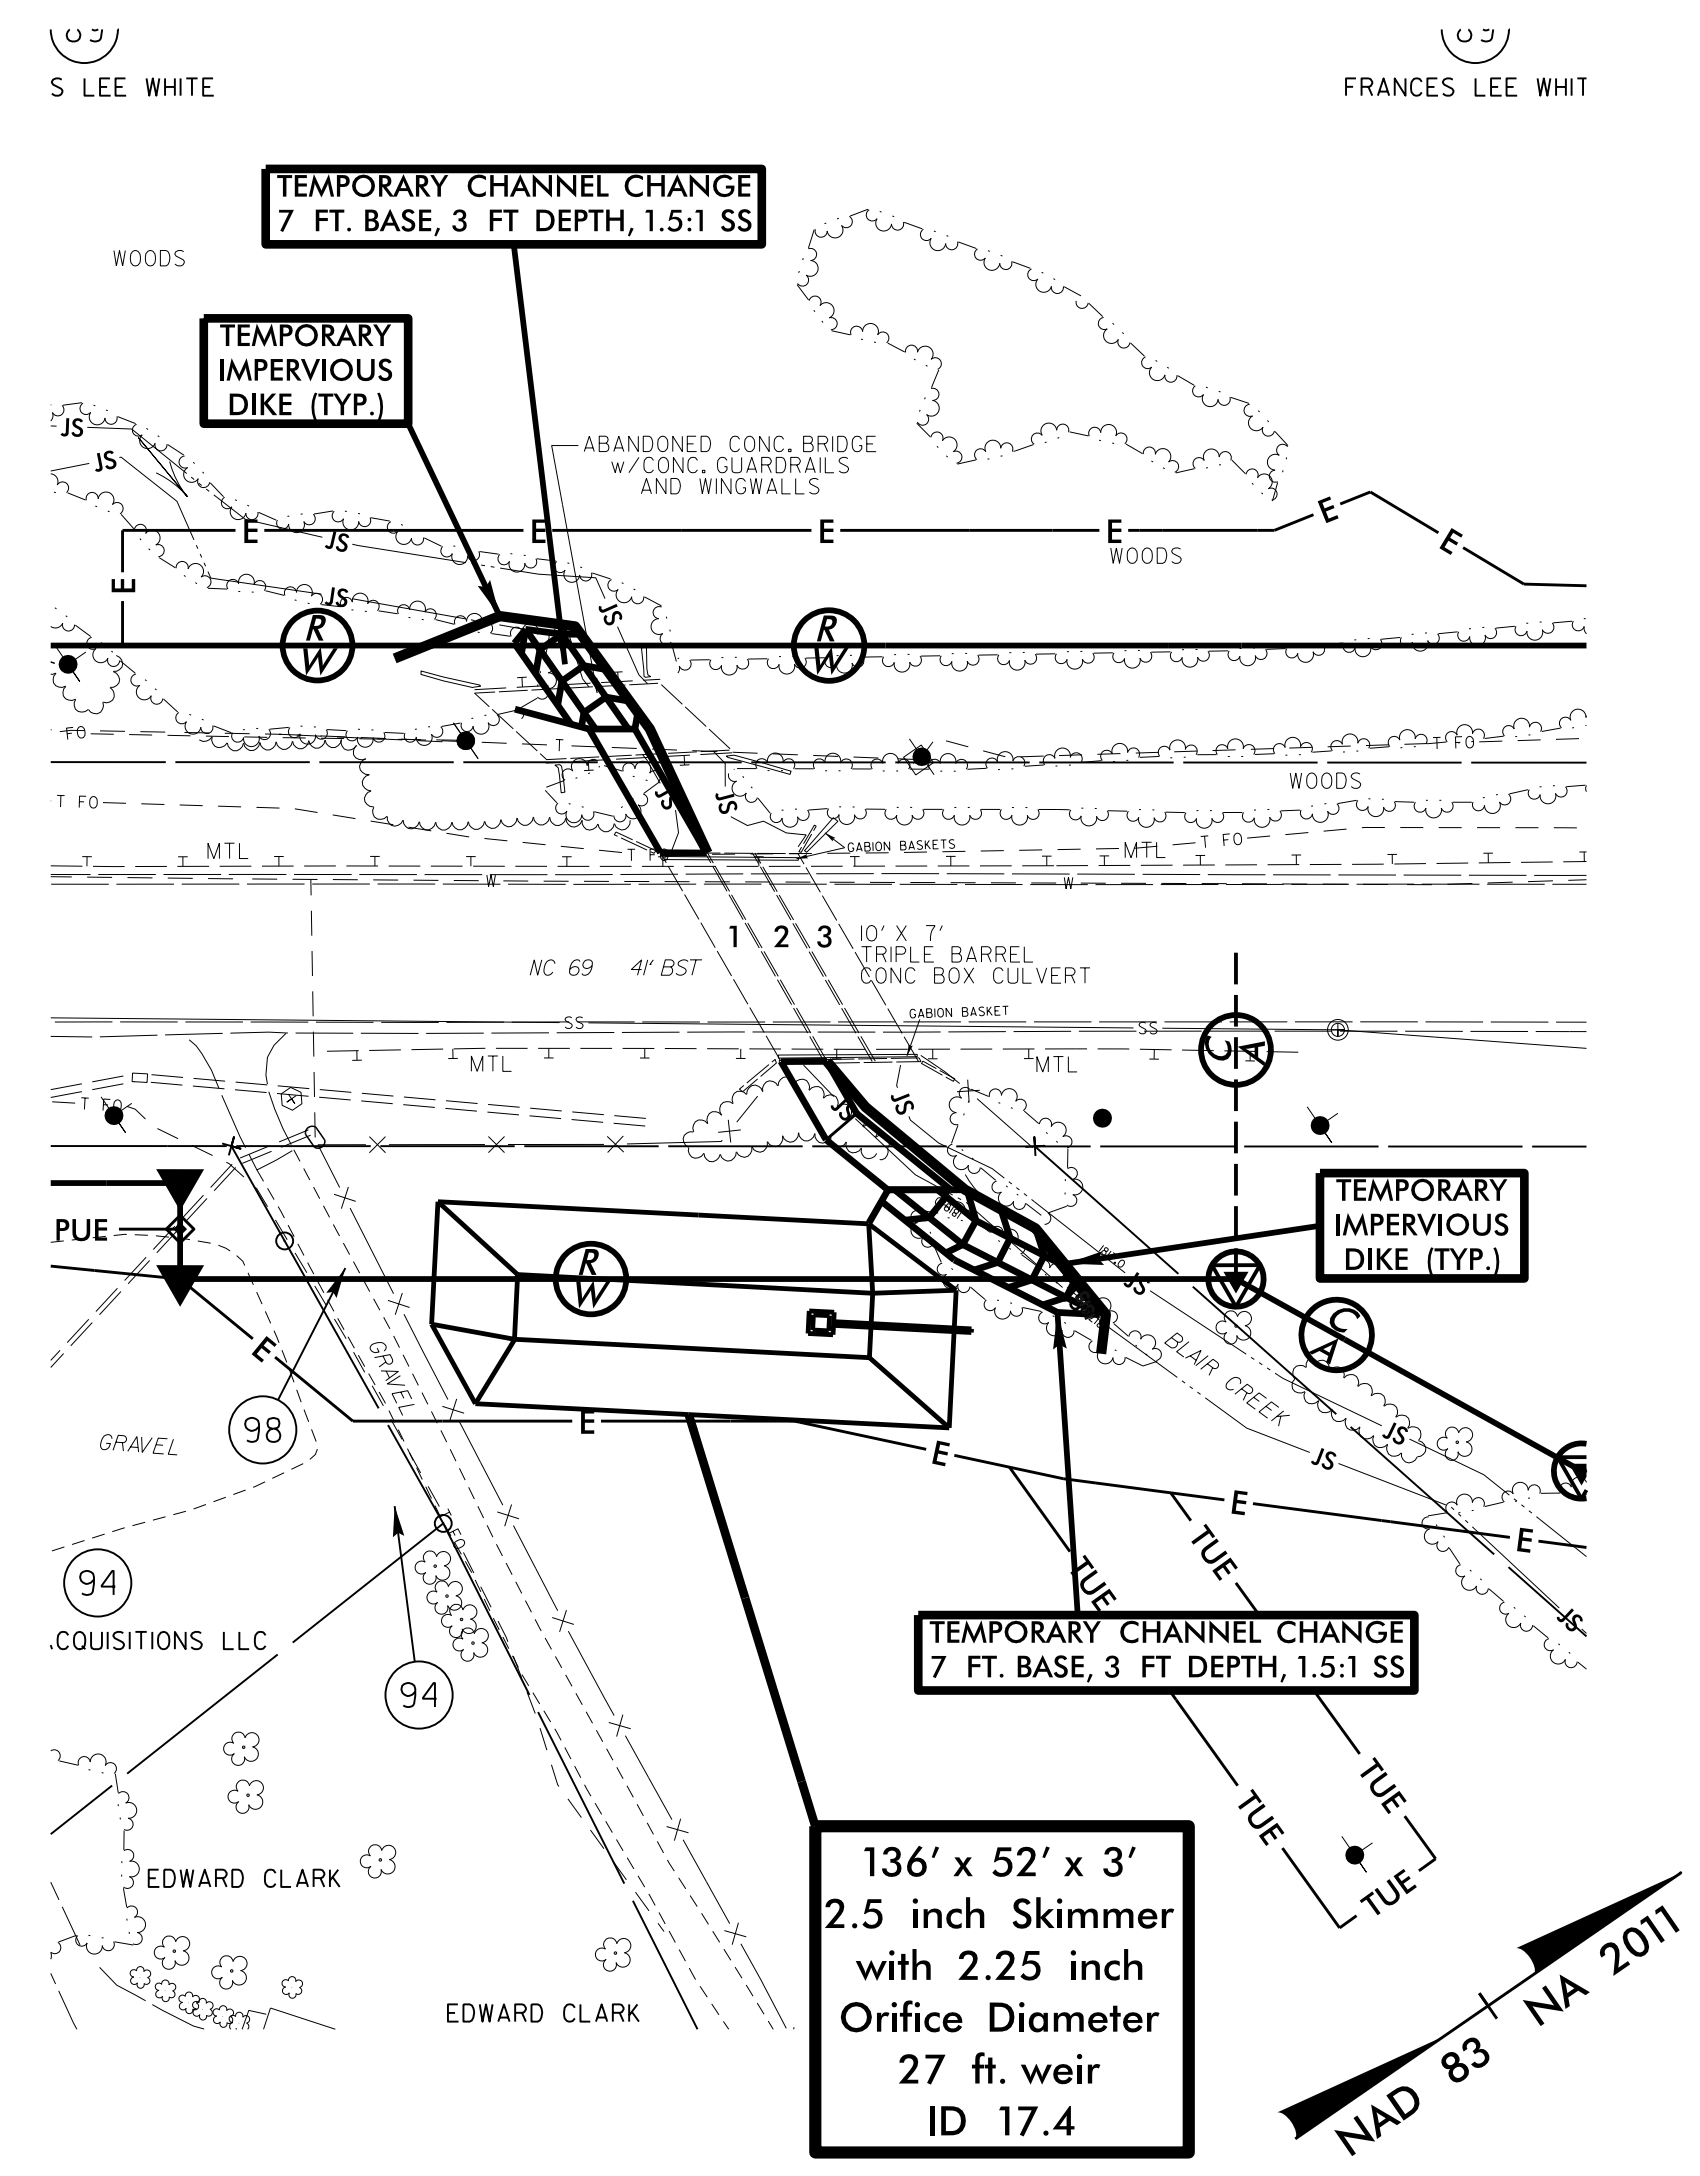 S LEE WHITE
FRANCES LEE WHIT
TEMPORARY CHANNEL CHANGE
7 FT. BASE, 3 FT DEPTH, 1.5:1 SS
WOODS
TEMPORARY
IMPERVIOUS
DIKE (TYP.)
JS
JS
ABANDONED CONC. BRIDGE
w/CONC. GUARDRAILS
AND WINGWALLS
E
E
E
E
E
E
JS
WOODS
E
JS
JS
R
W
R
W
FO
T
T FO
WOODS
T FO
JS
JS
GABION BASKETS
T FO
MTL
T F
MTL
W
W
1
2
3
10' X 7'
TRIPLE BARREL
CONC BOX CULVERT
NC 69
41' BST
GABION BASKET
SS
SS
MTL
MTL
C
A
T FO
JS
JS
TEMPORARY
IMPERVIOUS
DIKE (TYP.)
PUE
R
W
JS
E
GRAVEL
BLAIR CREEK
C
A
98
GRAVEL
E
E
JS
JS
E
E
FO
94
TUE
TUE
JS
CQUISITIONS LLC
94
TEMPORARY CHANNEL CHANGE
7 FT. BASE, 3 FT DEPTH, 1.5:1 SS
TUE
TUE
TUE
EDWARD CLARK
EDWARD CLARK
136' x 52' x 3'
2.5 inch Skimmer
with 2.25 inch
Orifice Diameter
27 ft. weir
ID 17.4
NAD 83 NA 2011